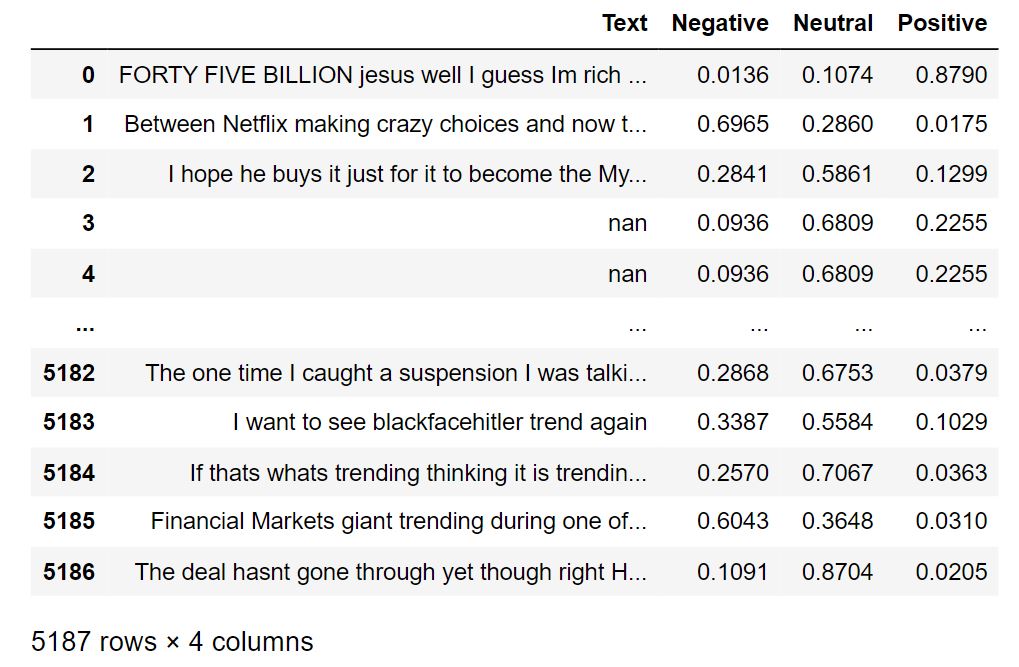 Text Negative Neutral Positive
0 FORTY FIVE BILLION jesus well I guess Im rich ... 0.0136 0.1074 0.8790
1 Between Netflix making crazy choices and now t... 0.6965 0.2860 0.0175
2 I hope he buys it just for it to become the My... 0.2841 0.5861 0.1299
3 nan 0.0936 0.6809 0.2255
4 nan 0.0936 0.6809 0.2255
... ... ... ... ...
5182 The one time I caught a suspension I was talki... 0.2868 0.6753 0.0379
5183 I want to see blackfacehitler trend again 0.3387 0.5584 0.1029
5184 If thats whats trending thinking it is trendin... 0.2570 0.7067 0.0363
5185 Financial Markets giant trending during one of... 0.6043 0.3648 0.0310
5186 The deal hasnt gone through yet though right H... 0.1091 0.8704 0.0205
5187 rows × 4 columns